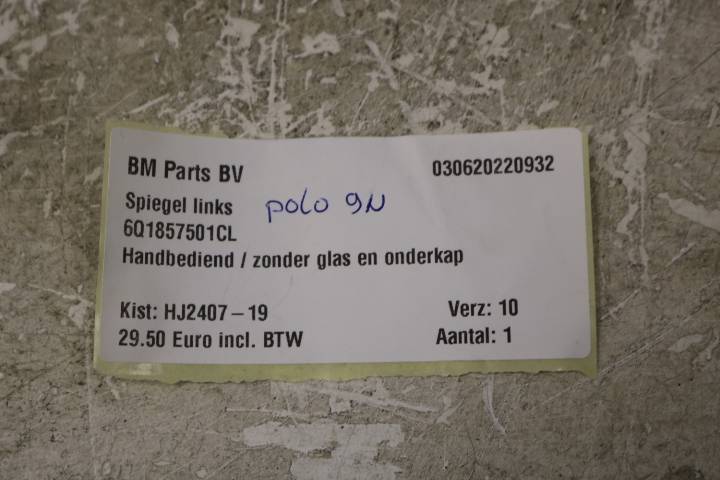 BM Parts BV 030620220932
Spiegel links polo 9N
6Q1857501CL
Handbediend / zonder glas en onderkap
Kist: HJ2407-19 Verz: 10
29.50 Euro incl. BTW Aantal: 1